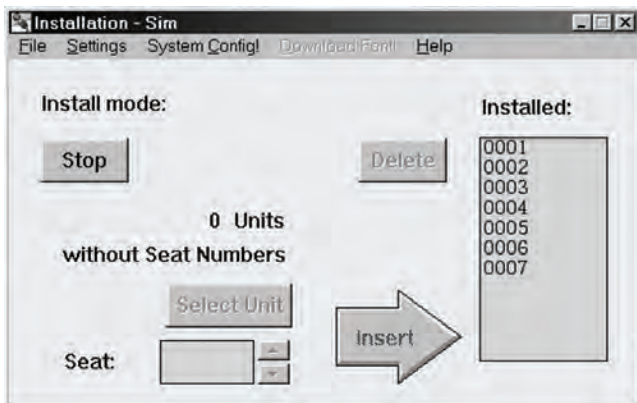 Installation - Sim
File Settings System Config! Download Font! Help
Install mode:
Installed:
Stop
Delete
0001
0002
0003
0004
0005
0006
0007
0 Units
without Seat Numbers
Select Unit
Insert
Seat: